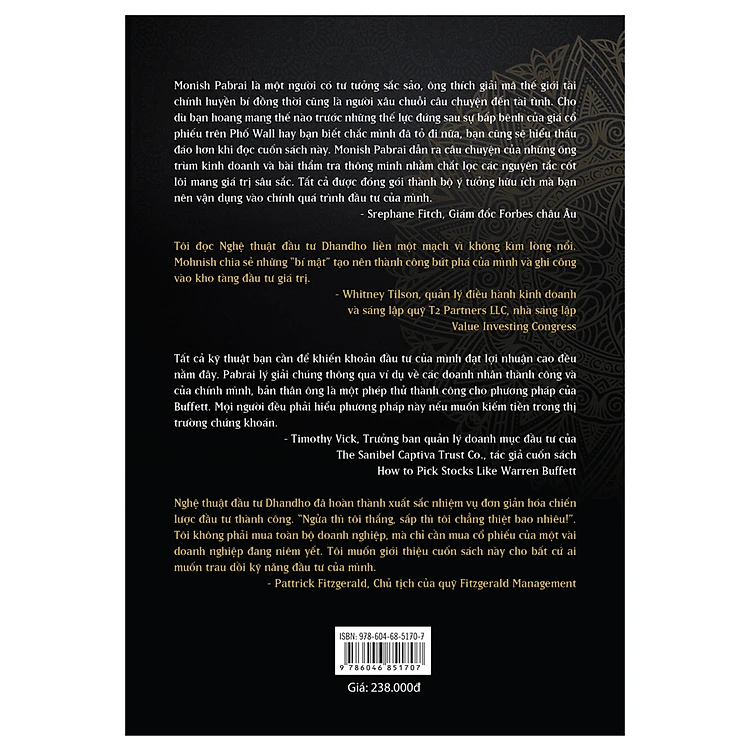 Monish Pabrai là một người có tư tưởng sắc sảo, ông thích giải mã thế giới tài
chính huyền bí đồng thời cũng là người xâu chuỗi câu chuyện đến tài tình. Cho
dù bạn hoang mang thế nào trước những thế lực đứng sau sự bấp bênh của giá cổ
phiếu trên Phố Wall hay bạn biết chắc mình đã tỏ đi nữa, bạn cũng sẽ hiểu thấu
đáo hơn khi đọc cuốn sách này. Monish Pabrai dẫn ra câu chuyện của những ông
trùm kinh doanh và bài thẩm tra thông minh nhằm chắt lọc các nguyên tắc cốt
lõi mang giá trị sâu sắc. Tất cả được đóng gói thành bộ ý tưởng hữu ích mà bạn
nên vận dụng vào chính quá trình đầu tư của mình.
- Srephane Fitch, Giám đốc Forbes châu Âu
Tôi đọc Nghệ thuật đầu tư Dhandho liền một mạch vì không kìm lòng nổi.
Mohnish chia sẻ những "bí mật" tạo nên thành công bứt phá của mình và ghi công
vào kho tàng đầu tư giá trị.
- Whitney Tilson, quản lý điều hành kinh doanh
và sáng lập quỹ T2 Partners LLC, nhà sáng lập
Value Investing Congress
Tất cả kỹ thuật bạn cần để khiến khoản đầu tư của mình đạt lợi nhuận cao đều
nằm đây. Pabrai lý giải chúng thông qua ví dụ về các doanh nhân thành công và
của chính mình, bản thân ông là một phép thử thành công cho phương pháp của
Buffett. Mọi người đều phải hiểu phương pháp này nếu muốn kiếm tiền trong thị
trường chứng khoán.
- Timothy Vick, Trưởng ban quản lý doanh mục đầu tư của
The Sanibel Captiva Trust Co., tác giả cuốn sách
How to Pick Stocks Like Warren Buffett
Nghệ thuật đầu tư Dhandho đã hoàn thành xuất sắc nhiệm vụ đơn giản hóa chiến
lược đầu tư thành công. "Ngửa thì tôi thắng, sấp thì tôi chẳng thiệt bao nhiêu!".
Tôi không phải mua toàn bộ doanh nghiệp, mà chỉ cần mua cổ phiếu của một vài
doanh nghiệp đang niêm yết. Tôi muốn giới thiệu cuốn sách này cho bất cứ ai
muốn trau dồi kỹ năng đầu tư của mình.
- Pattrick Fitzgerald, Chủ tịch của quỹ Fitzgerald Management
ISBN: 978-604-68-5170-7
9 786046 851707
Giá: 238.000đ